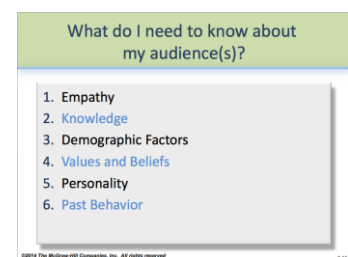 What do I need to know about
my audience(s)?
1. Empathy
2. Knowledge
3. Demographic Factors
4. Values and Beliefs
5. Personality
6. Past Behavior
©2014 The McGraw-Hill Companies, Inc. All rights reserved